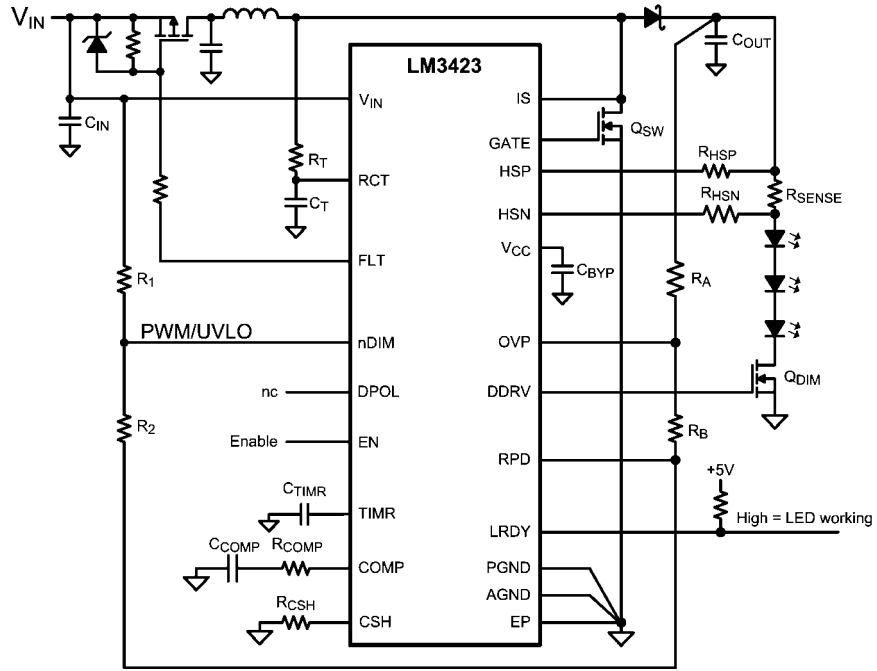 VIN
COUT
LM3423
VIN
IS
CIN
QSW
GATE
RT
RHSP
HSP
RCT
RSENSE
CT
RHSN
HSN
VCC
FLT
CBYP
R1
RA
PWM/UVLO
nDIM
OVP
QDIM
nc
DPOL
DDRV
R2
RB
Enable
EN
RPD
+5V
CTIMR
TIMR
High = LED working
LRDY
CCOMP
RCOMP
COMP
PGND
AGND
RCSH
CSH
EP